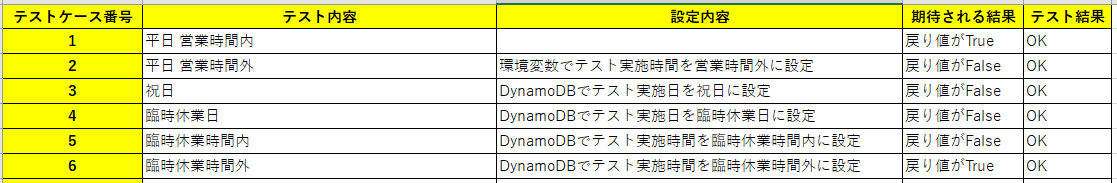 テストケース番号 テスト内容 設定内容 期待される結果 テスト結果
1 平日 営業時間内 戻り値がTrue OK
2 平日 営業時間外 環境変数でテスト実施時間を営業時間外に設定 戻り値がFalse OK
3 祝日 DynamoDBでテスト実施日を祝日に設定 戻り値がFalse OK
4 臨時休業日 DynamoDBでテスト実施日を臨時休業日に設定 戻り値がFalse OK
5 臨時休業時間内 DynamoDBでテスト実施時間を臨時休業時間内に設定 戻り値がFalse OK
6 臨時休業時間外 DynamoDBでテスト実施時間を臨時休業時間外に設定 戻り値がTrue OK